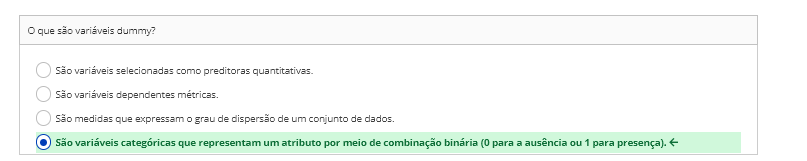 O que são variáveis dummy?
São variáveis selecionadas como preditoras quantitativas.
São variáveis dependentes métricas.
São medidas que expressam o grau de dispersão de um conjunto de dados.
São variáveis categóricas que representam um atributo por meio de combinação binária (0 para a ausência ou 1 para presença). ←